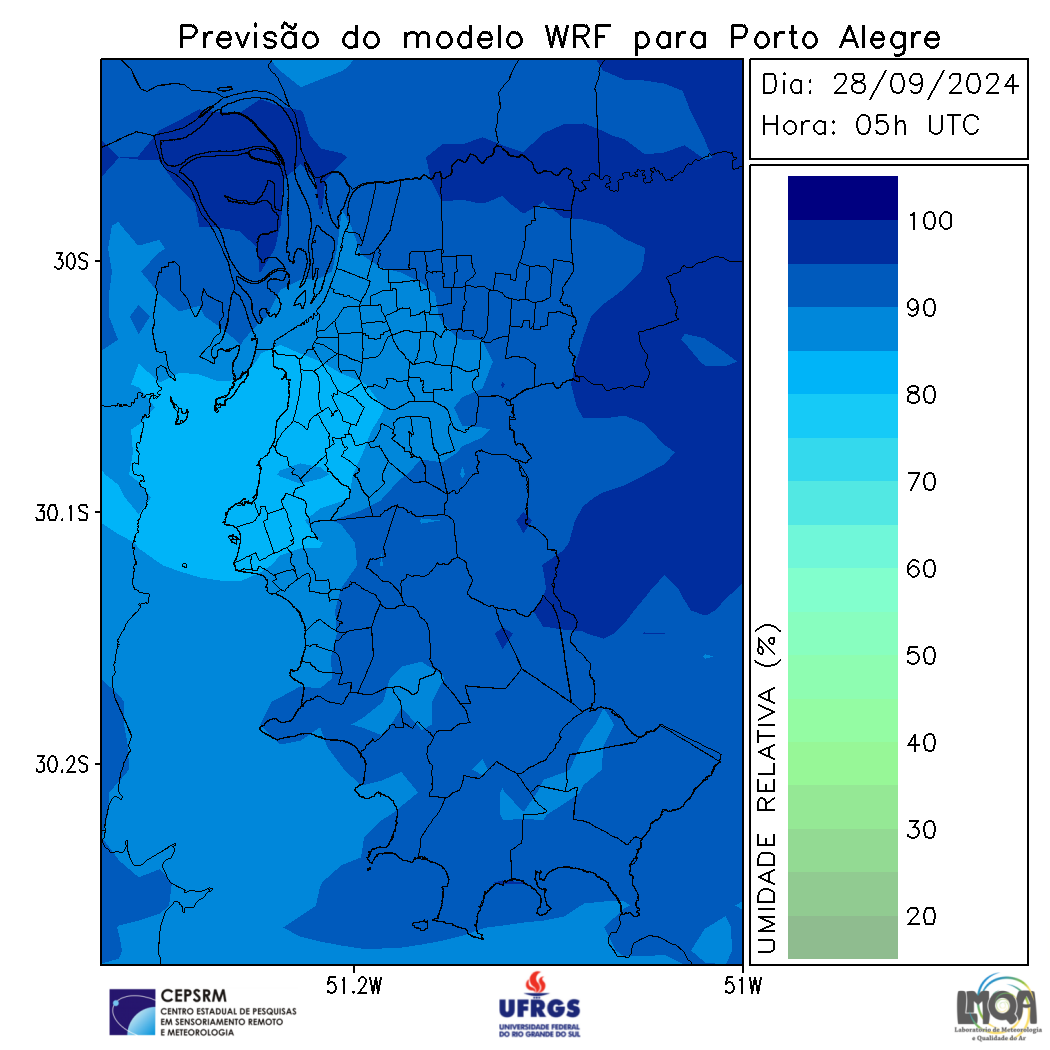 Previsão do modelo WRF para Porto Alegre
Dia: 28/09/2024
Hora: 05h UTC
30S
30.1S
30.2S
51.2W
51W
UMIDADE RELATIVA (%)
100
90
80
70
60
50
40
30
20
CEPSRM
CENTRO ESTADUAL DE PESQUISAS
EM SENSORIAMENTO REMOTO
E METEOROLOGIA
UFRGS
UNIVERSIDADE FEDERAL
DO RIO GRANDE DO SUL
LMQA
Laboratório de Meteorologia
e Qualidade do Ar